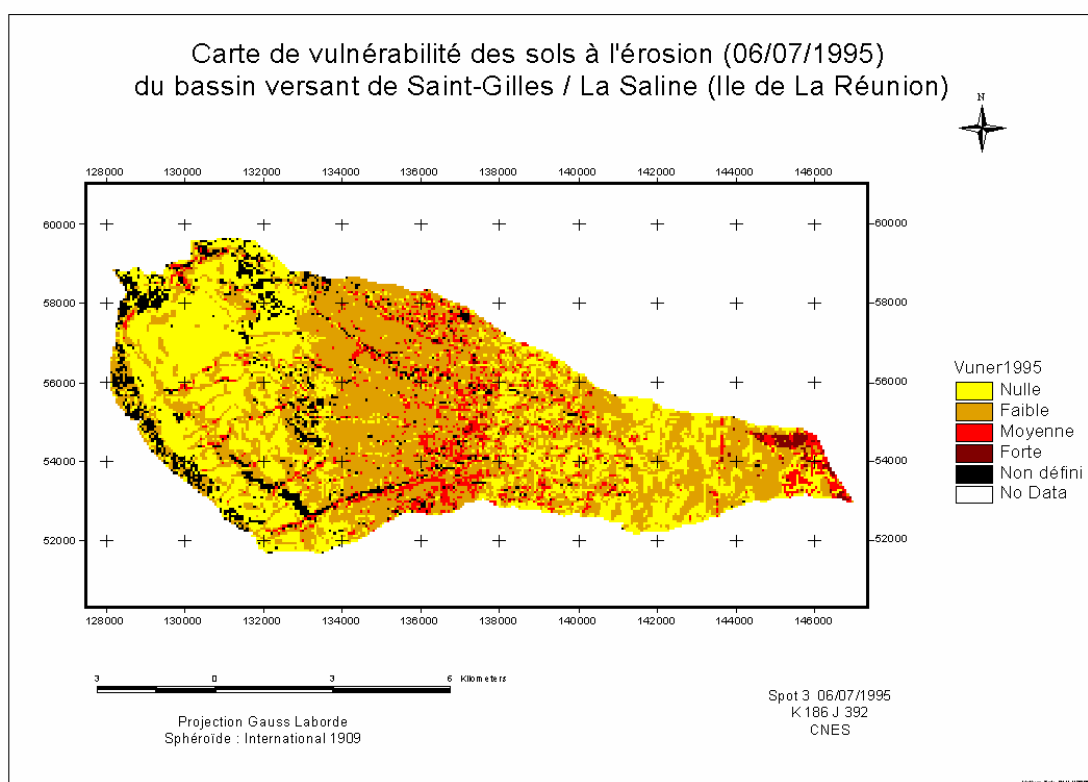 Carte de vulnérabilité des sols à l'érosion (06/07/1995)
du bassin versant de Saint-Gilles / La Saline (Ile de La Réunion)
N
128000 130000 132000 134000 136000 138000 140000 142000 144000 146000
60000 60000
58000 58000
56000 56000
54000 54000
52000 52000
128000 130000 132000 134000 136000 138000 140000 142000 144000 146000
Vuner1995
Nulle
Faible
Moyenne
Forte
Non défini
No Data
3 0 3 6 Kilometers
Projection Gauss Laborde
Sphéroïde : International 1909
Spot 3 06/07/1995
K 186 J 392
CNES